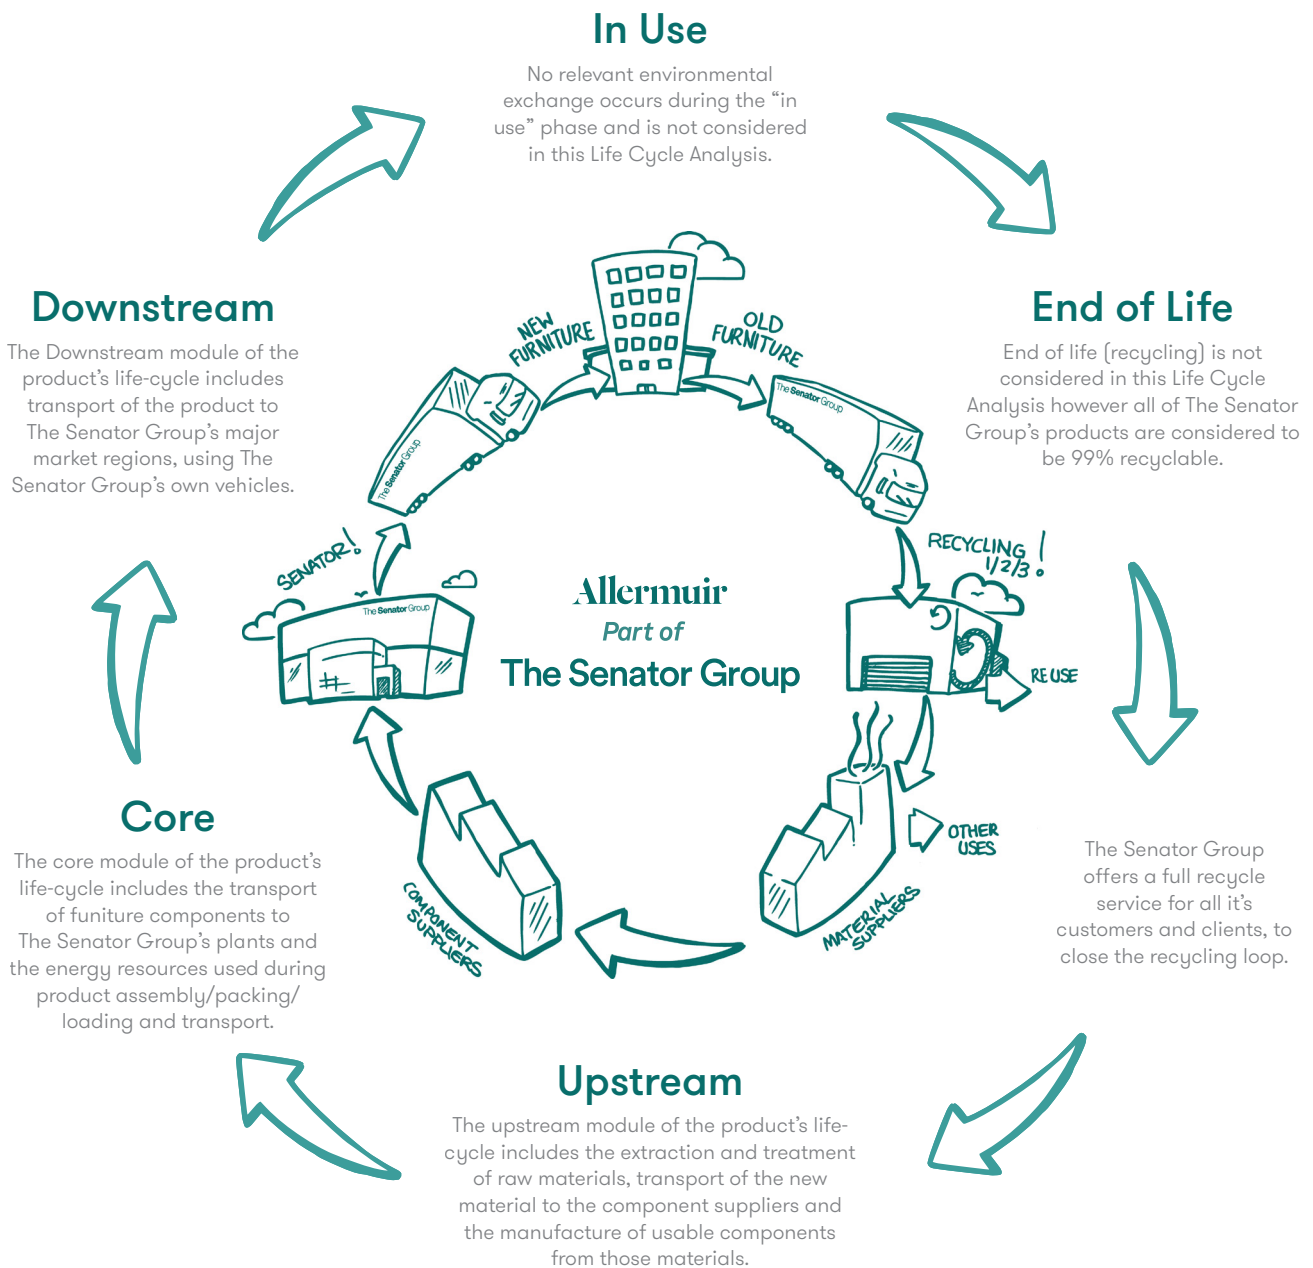 In Use
No relevant environmental
exchange occurs during the “in
use” phase and is not considered
in this Life Cycle Analysis.
Downstream
The Downstream module of the
product’s life-cycle includes
transport of the product to
The Senator Group’s major
market regions, using The
Senator Group’s own vehicles.
End of Life
End of life (recycling) is not
considered in this Life Cycle
Analysis however all of The Senator
Group’s products are considered to
be 99% recyclable.
NEW
FURNITURE
OLD
FURNITURE
The Senator Group
The Senator Group
SENATOR!
RECYCLING
1/2/3!
The Senator Group
Allermuir
Part of
The Senator Group
RE USE
OTHER
USES
COMPONENT
SUPPLIERS
MATERIAL
SUPPLIERS
Core
The core module of the product’s
life-cycle includes the transport
of funiture components to
The Senator Group’s plants and
the energy resources used during
product assembly/packing/
loading and transport.
The Senator Group
offers a full recycle
service for all it’s
customers and clients, to
close the recycling loop.
Upstream
The upstream module of the product’s life-
cycle includes the extraction and treatment
of raw materials, transport of the new
material to the component suppliers and
the manufacture of usable components
from those materials.